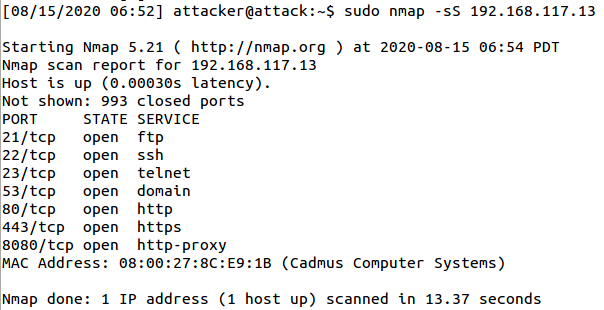 [08/15/2020 06:52] attacker@attack:~$ sudo nmap -sS 192.168.117.13
Starting Nmap 5.21 ( http://nmap.org ) at 2020-08-15 06:54 PDT
Nmap scan report for 192.168.117.13
Host is up (0.00030s latency).
Not shown: 993 closed ports
PORT     STATE SERVICE
21/tcp   open  ftp
22/tcp   open  ssh
23/tcp   open  telnet
53/tcp   open  domain
80/tcp   open  http
443/tcp  open  https
8080/tcp open  http-proxy
MAC Address: 08:00:27:8C:E9:1B (Cadmus Computer Systems)
Nmap done: 1 IP address (1 host up) scanned in 13.37 seconds